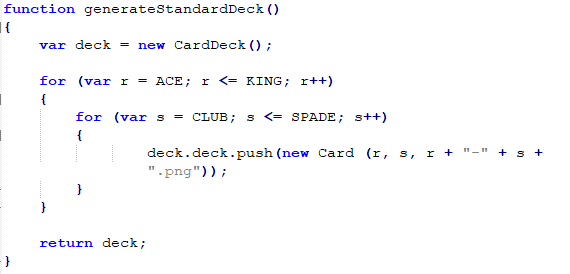 function generateStandardDeck()
{
    var deck = new CardDeck();

    for (var r = ACE; r <= KING; r++)
    {
        for (var s = CLUB; s <= SPADE; s++)
        {
                deck.deck.push(new Card (r, s, r + "-" + s +
                ".png"));
        }
    }

    return deck;
}